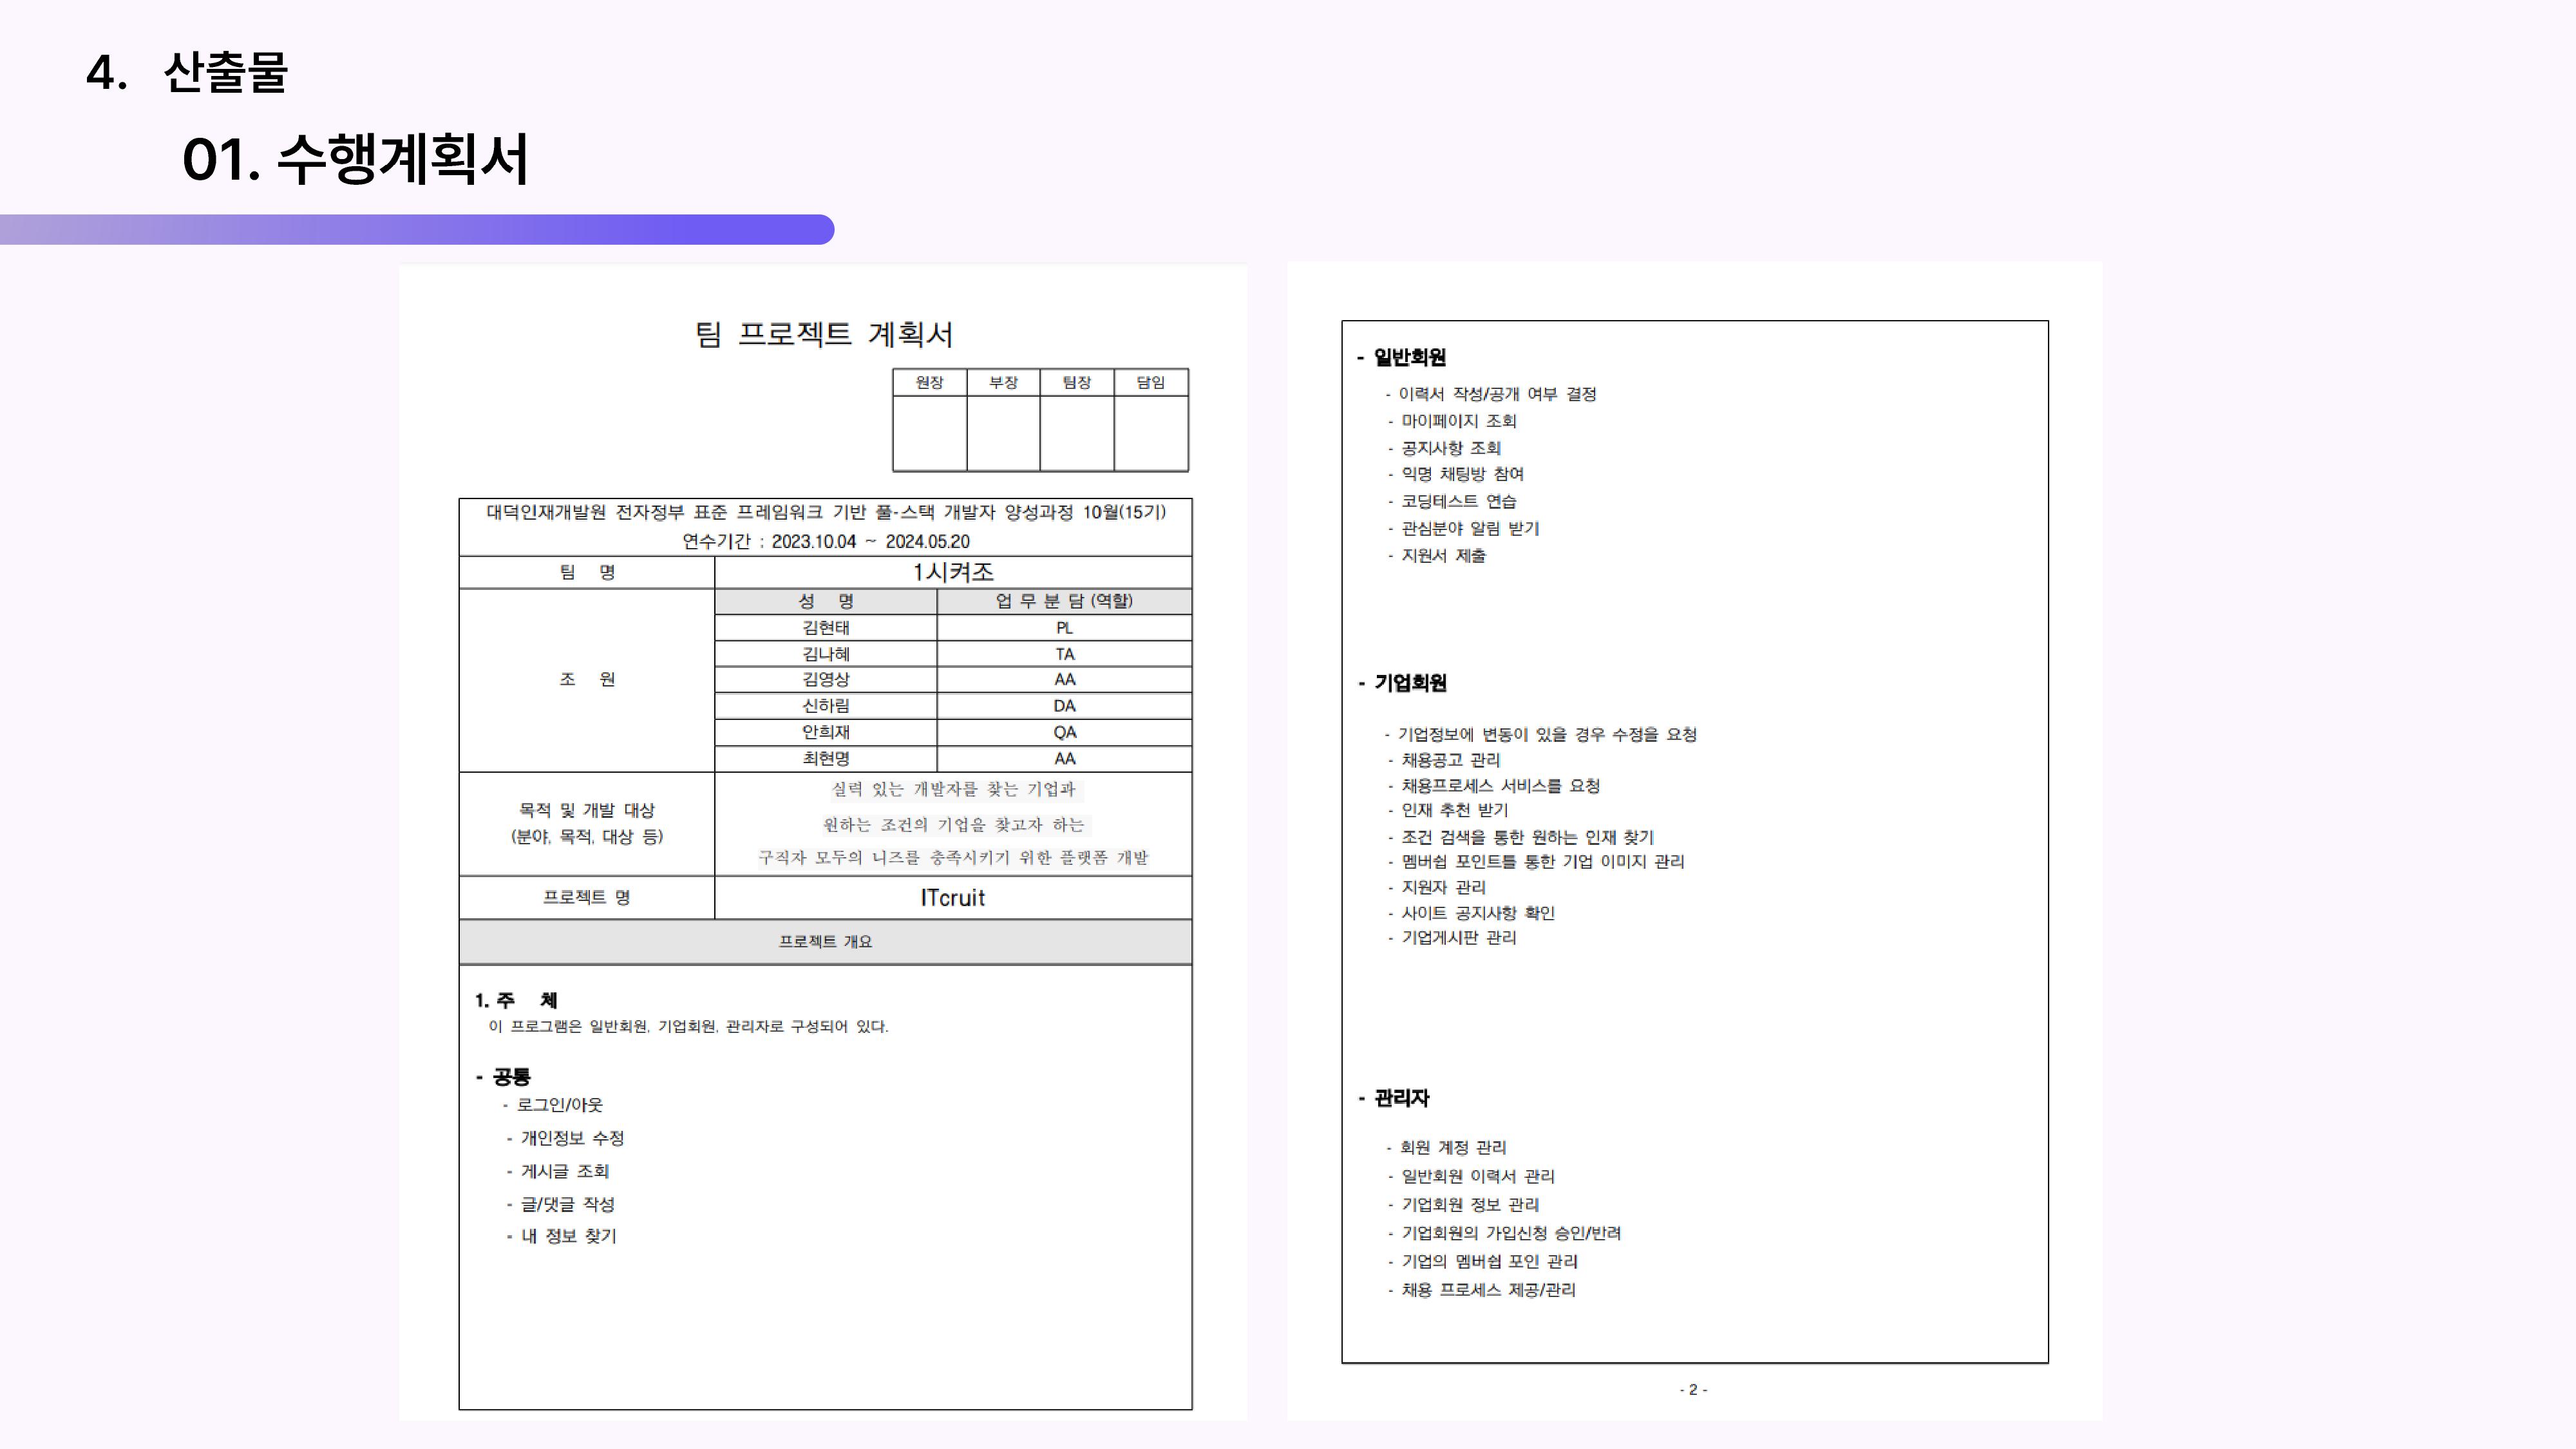 4. 산출물
01. 수행계획서
팀 프로젝트 계획서
원장 부장 팀장 담임
대덕인재개발원 전자정부 표준 프레임워크 기반 풀-스택 개발자 양성과정 10월(15기)
연수기간 : 2023.10.04 ~ 2024.05.20
팀 명 1시켜조
조 원
성 명 업 무 분 담 (역할)
김현태 PL
김나혜 TA
김영상 AA
신하림 DA
안희재 QA
최현명 AA
목적 및 개발 대상
(분야, 목적, 대상 등)
실력 있는 개발자를 찾는 기업과
원하는 조건의 기업을 찾고자 하는
구직자 모두의 니즈를 충족시키기 위한 플랫폼 개발
프로젝트 명 ITcruit
프로젝트 개요
1. 주 체
이 프로그램은 일반회원, 기업회원, 관리자로 구성되어 있다.
- 공통
- 로그인/아웃
- 개인정보 수정
- 게시글 조회
- 글/댓글 작성
- 내 정보 찾기
- 일반회원
- 이력서 작성/공개 여부 결정
- 마이페이지 조회
- 공지사항 조회
- 익명 채팅방 참여
- 코딩테스트 연습
- 관심분야 알림 받기
- 지원서 제출
- 기업회원
- 기업정보에 변동이 있을 경우 수정을 요청
- 채용공고 관리
- 채용프로세스 서비스를 요청
- 인재 추천 받기
- 조건 검색을 통한 원하는 인재 찾기
- 멤버쉽 포인트를 통한 기업 이미지 관리
- 지원자 관리
- 사이트 공지사항 확인
- 기업게시판 관리
- 관리자
- 회원 계정 관리
- 일반회원 이력서 관리
- 기업회원 정보 관리
- 기업회원의 가입신청 승인/반려
- 기업의 멤버쉽 포인 관리
- 채용 프로세스 제공/관리
- 2 -